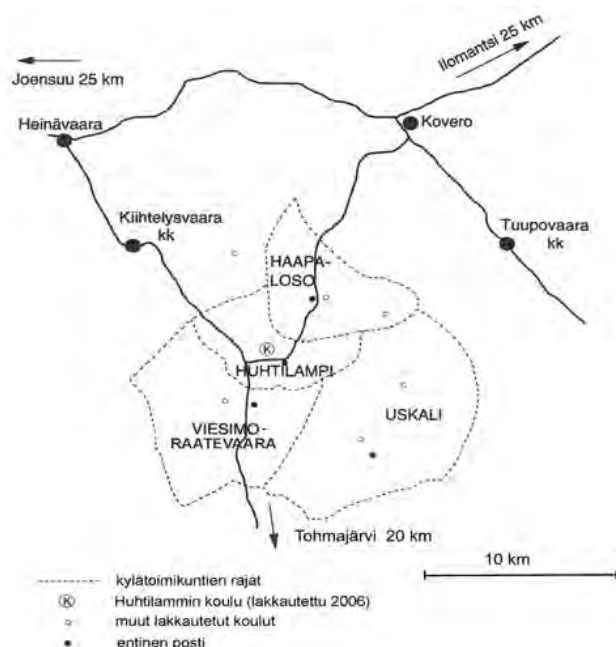 Ilomantsi 25 km
Joensuu 25 km
Heinävaara
Kovero
Kiihtelysvaara
kk
Tuupovaara
kk
HAAPA-
LOSO
K
HUHTILAMPI
VIESIMO-
RAATEVAARA
USKALI
Tohmajärvi 20 km
10 km
kylätoimikuntien rajat
K Huhtilammin koulu (lakkautettu 2006)
muut lakkautetut koulut
entinen posti